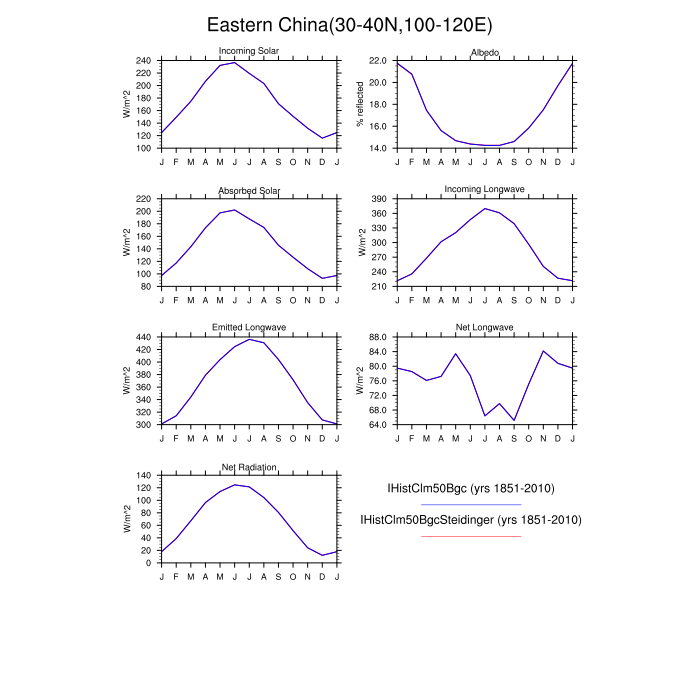 Eastern China(30-40N,100-120E)
Incoming Solar
W/m^2
240
220
200
180
160
140
120
100
J F M A M J J A S O N D J
Albedo
% reflected
22.0
20.0
18.0
16.0
14.0
J F M A M J J A S O N D J
Absorbed Solar
W/m^2
220
200
180
160
140
120
100
80
J F M A M J J A S O N D J
Incoming Longwave
W/m^2
390
360
330
300
270
240
210
J F M A M J J A S O N D J
Emitted Longwave
W/m^2
440
420
400
380
360
340
320
300
J F M A M J J A S O N D J
Net Longwave
W/m^2
88.0
84.0
80.0
76.0
72.0
68.0
64.0
J F M A M J J A S O N D J
Net Radiation
W/m^2
140
120
100
80
60
40
20
0
J F M A M J J A S O N D J
IHistClm50Bgc (yrs 1851-2010)
IHistClm50BgcSteidinger (yrs 1851-2010)